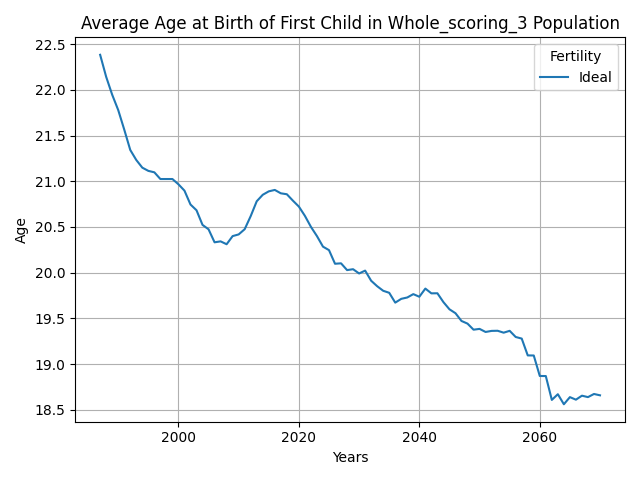 Average Age at Birth of First Child in Whole_scoring_3 Population
22.5
22.0
21.5
21.0
20.5
20.0
19.5
19.0
18.5
Age
Fertility
Ideal
2000 2020 2040 2060
Years